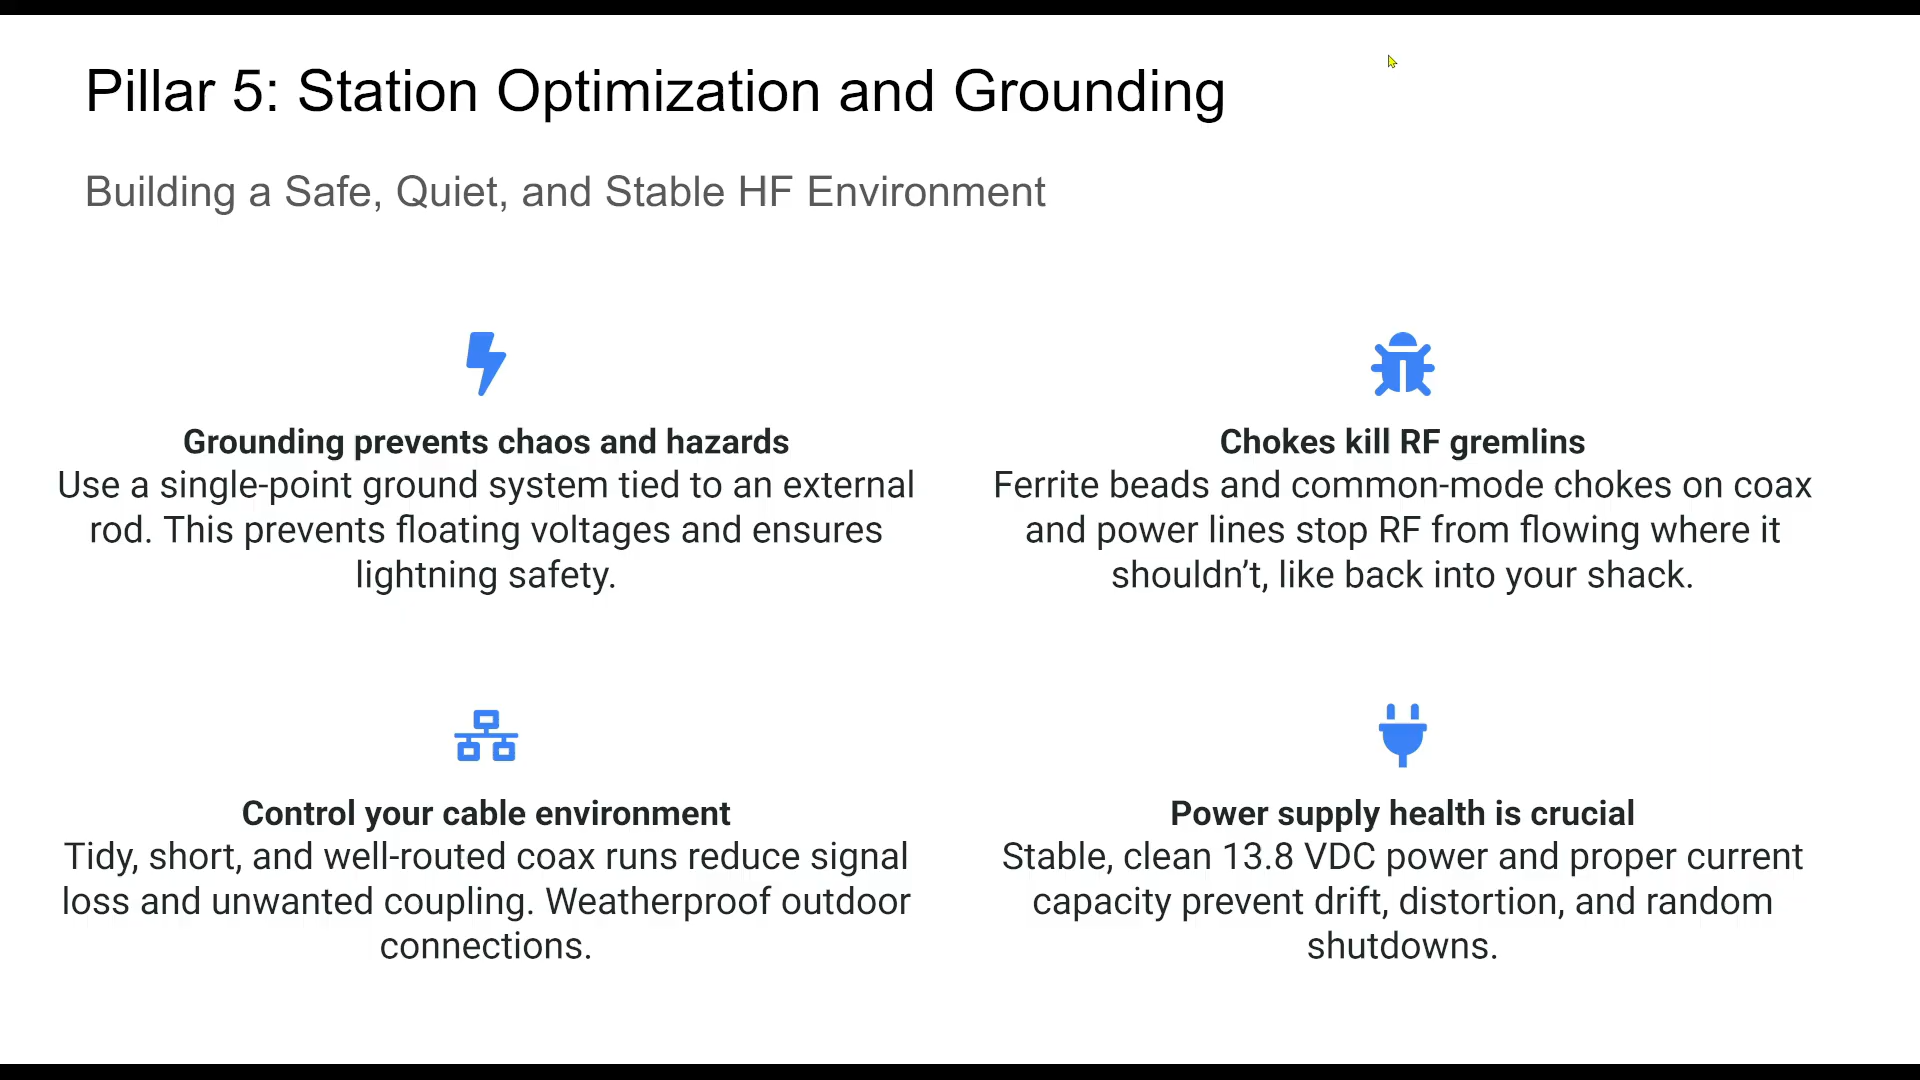 Pillar 5: Station Optimization and Grounding
Building a Safe, Quiet, and Stable HF Environment
Grounding prevents chaos and hazards
Use a single-point ground system tied to an external
rod. This prevents floating voltages and ensures
lightning safety.
Chokes kill RF gremlins
Ferrite beads and common-mode chokes on coax
and power lines stop RF from flowing where it
shouldn’t, like back into your shack.
Control your cable environment
Tidy, short, and well-routed coax runs reduce signal
loss and unwanted coupling. Weatherproof outdoor
connections.
Power supply health is crucial
Stable, clean 13.8 VDC power and proper current
capacity prevent drift, distortion, and random
shutdowns.